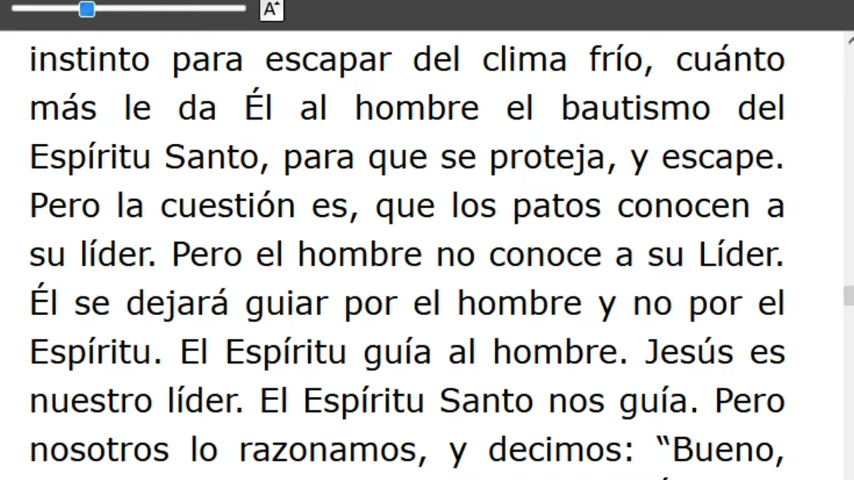 A
instinto para escapar del clima frío, cuánto
más le da Él al hombre el bautismo del
Espíritu Santo, para que se proteja, y escape.
Pero la cuestión es, que los patos conocen a
su líder. Pero el hombre no conoce a su Líder.
Él se dejará guiar por el hombre y no por el
Espíritu. El Espíritu guía al hombre. Jesús es
nuestro líder. El Espíritu Santo nos guía. Pero
nosotros lo razonamos, y decimos: “Bueno,